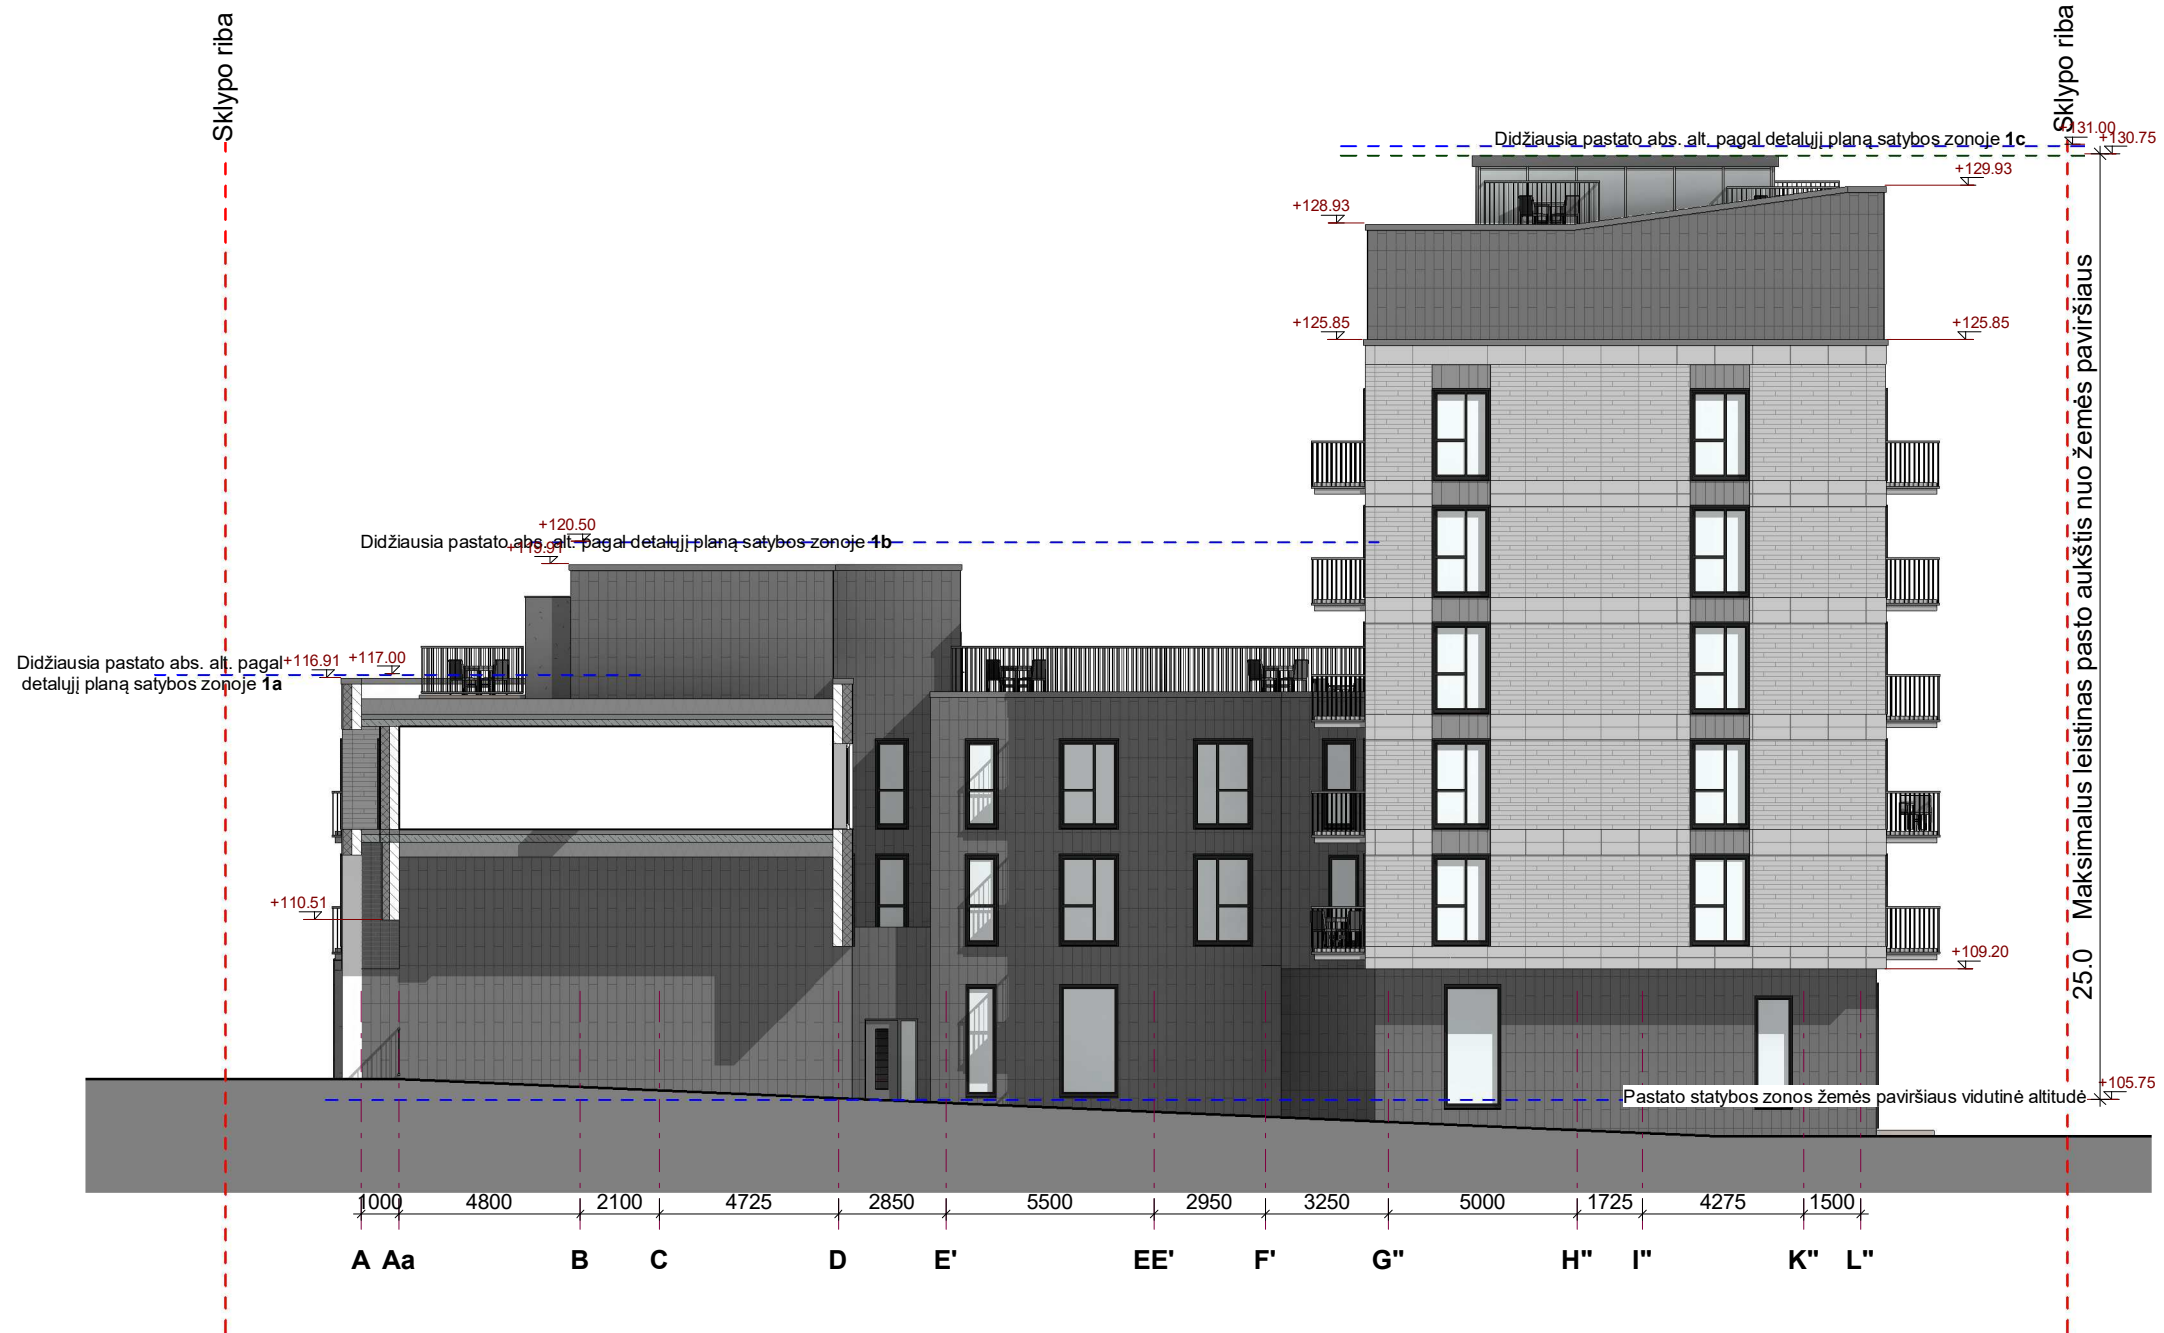 Sklypo riba
Sklypo riba
Didžiausia pastato abs. alt. pagal detalųjį planą satybos zonoje 1c
+131.00
+130.75
+129.93
+128.93
+125.85
+125.85
25.0 Maksimalus leistinas pasto aukštis nuo žemės paviršiaus
+120.50
Didžiausia pastato abs. alt. pagal detalųjį planą satybos zonoje 1b
+119.91
Didžiausia pastato abs. alt. pagal
detalųjį planą satybos zonoje 1a
+116.91
+117.00
+110.51
+109.20
+105.75
Pastato statybos zonos žemės paviršiaus vidutinė altitudė
1000 4800 2100 4725 2850 5500 2950 3250 5000 1725 4275 1500
A Aa B C D E' EE' F' G" H" I" K" L"